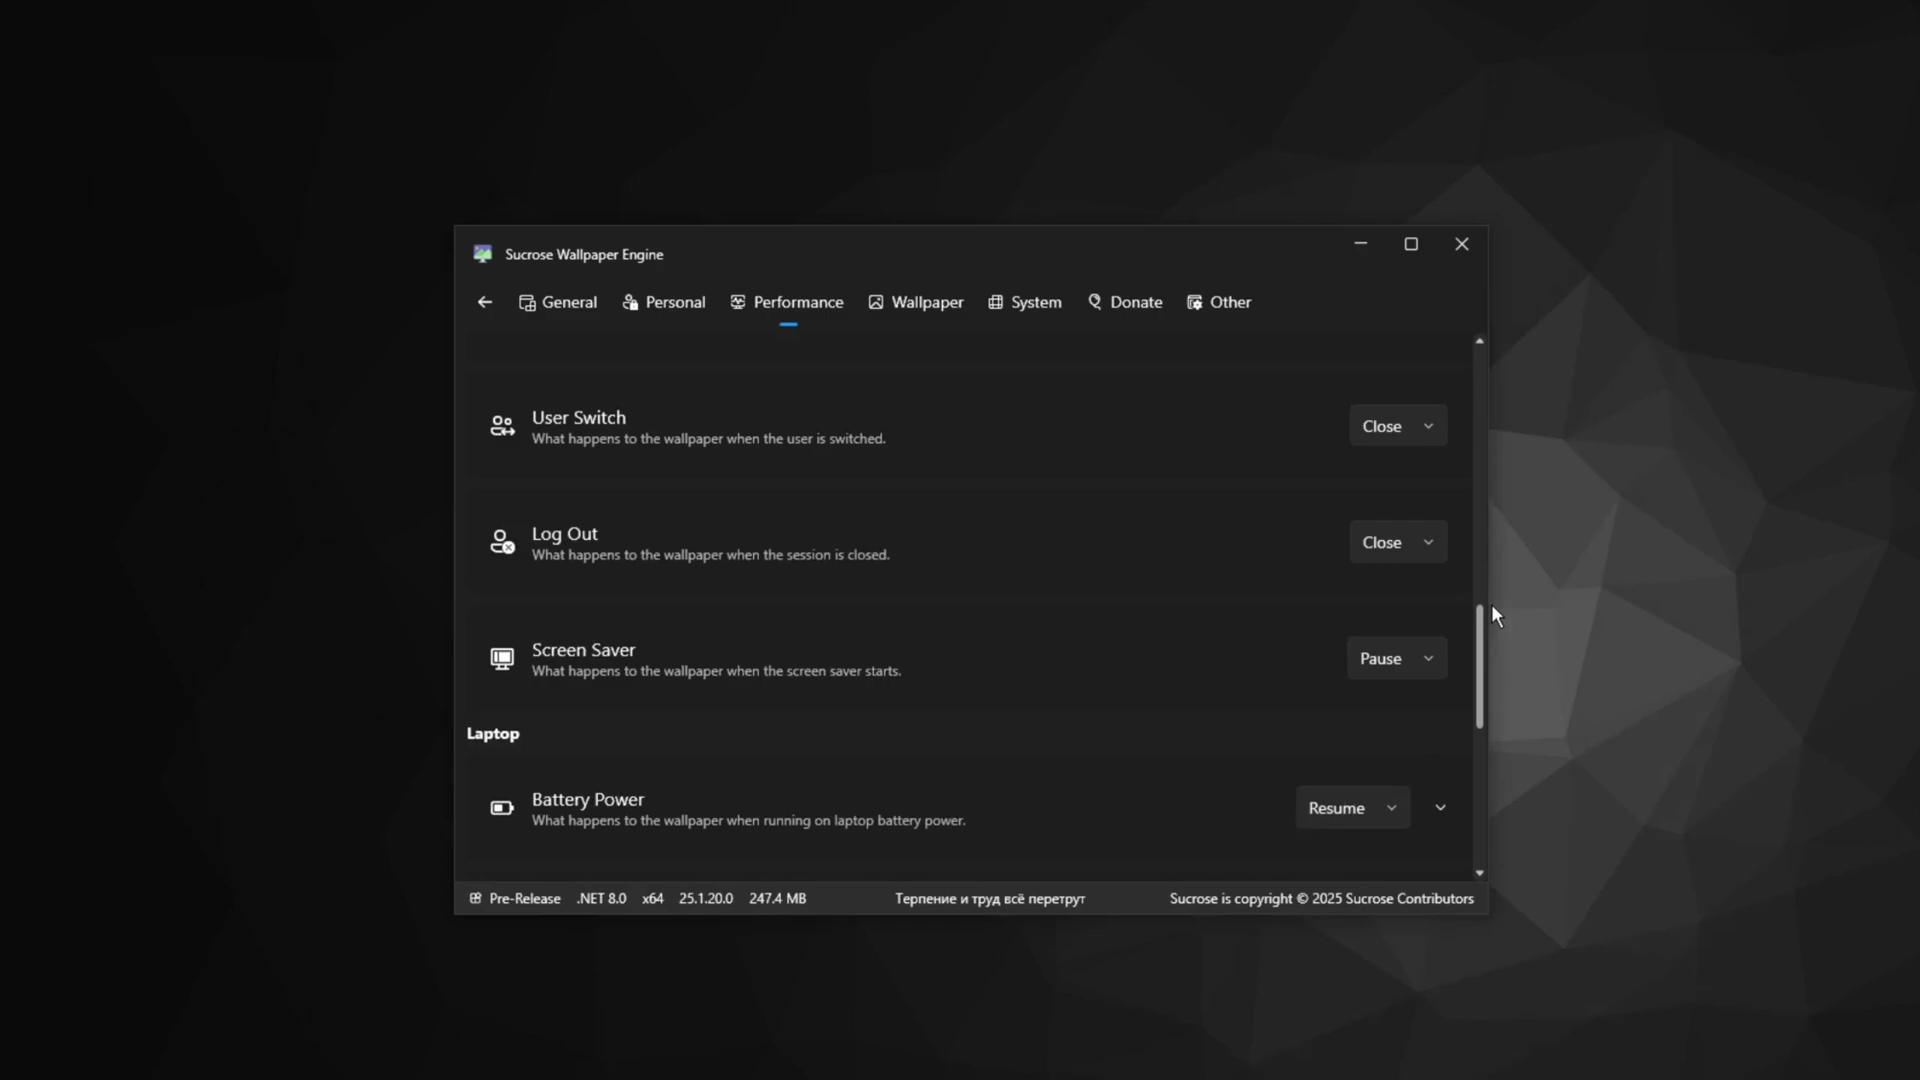 Sucrose Wallpaper Engine
General Personal Performance Wallpaper System Donate Other
User Switch
What happens to the wallpaper when the user is switched.
Close
Log Out
What happens to the wallpaper when the session is closed.
Close
Screen Saver
What happens to the wallpaper when the screen saver starts.
Pause
Laptop
Battery Power
What happens to the wallpaper when running on laptop battery power.
Resume
Pre-Release .NET 8.0 x64 25.1.20.0 247.4 MB Терпение и труд всё перетрут Sucrose is copyright © 2025 Sucrose Contributors